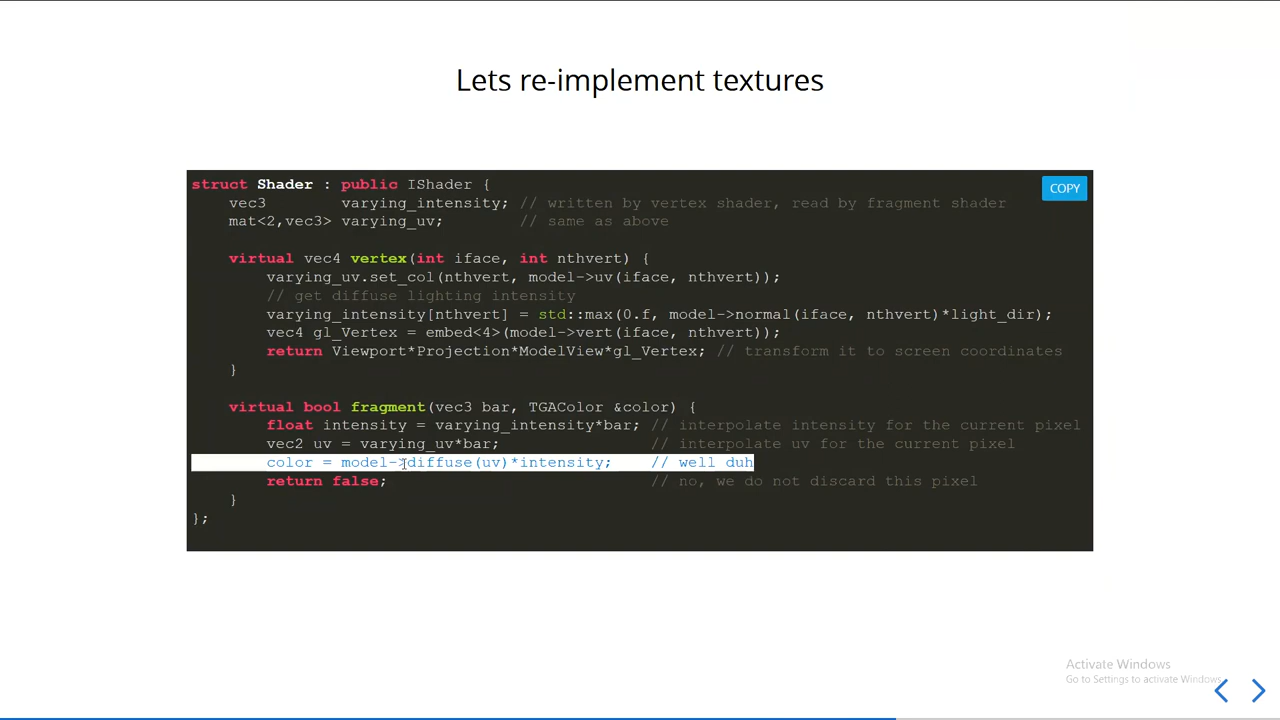 Lets re-implement textures
COPY
struct Shader : public IShader {
    vec3        varying_intensity; // written by vertex shader, read by fragment shader
    mat<2,vec3> varying_uv;        // same as above
    virtual vec4 vertex(int iface, int nthvert) {
        varying_uv.set_col(nthvert, model->uv(iface, nthvert));
        // get diffuse lighting intensity
        varying_intensity[nthvert] = std::max(0.f, model->normal(iface, nthvert)*light_dir);
        vec4 gl_Vertex = embed<4>(model->vert(iface, nthvert));
        return Viewport*Projection*ModelView*gl_Vertex; // transform it to screen coordinates
    }
    virtual bool fragment(vec3 bar, TGAColor &color) {
        float intensity = varying_intensity*bar; // interpolate intensity for the current pixel
        vec2 uv = varying_uv*bar;                // interpolate uv for the current pixel
        color = model->diffuse(uv)*intensity;    // well duh
        return false;                            // no, we do not discard this pixel
    }
};
Activate Windows
Go to Settings to activate Windows.